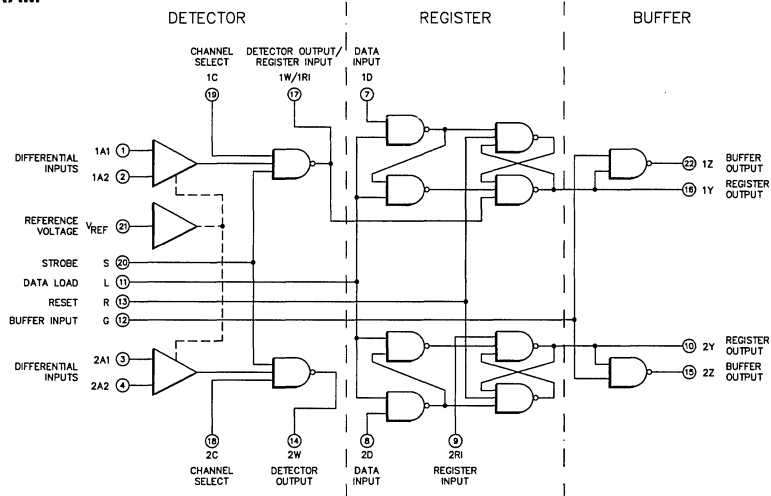 DETECTOR
REGISTER
BUFFER
CHANNEL
SELECT
1C
19
DETECTOR OUTPUT/
REGISTER INPUT
1W/1RI
17
DATA
INPUT
1D
7
DIFFERENTIAL
INPUTS
1A1 1
1A2 2
22 1Z BUFFER
OUTPUT
16 1Y REGISTER
OUTPUT
REFERENCE
VOLTAGE VREF 21
STROBE S 20
DATA LOAD L 11
RESET R 13
BUFFER INPUT G 12
DIFFERENTIAL
INPUTS
2A1 3
2A2 4
10 2Y REGISTER
OUTPUT
15 2Z BUFFER
OUTPUT
18
2C
CHANNEL
SELECT
14
2W
DETECTOR
OUTPUT
8
2D
DATA
INPUT
9
2RI
REGISTER
INPUT